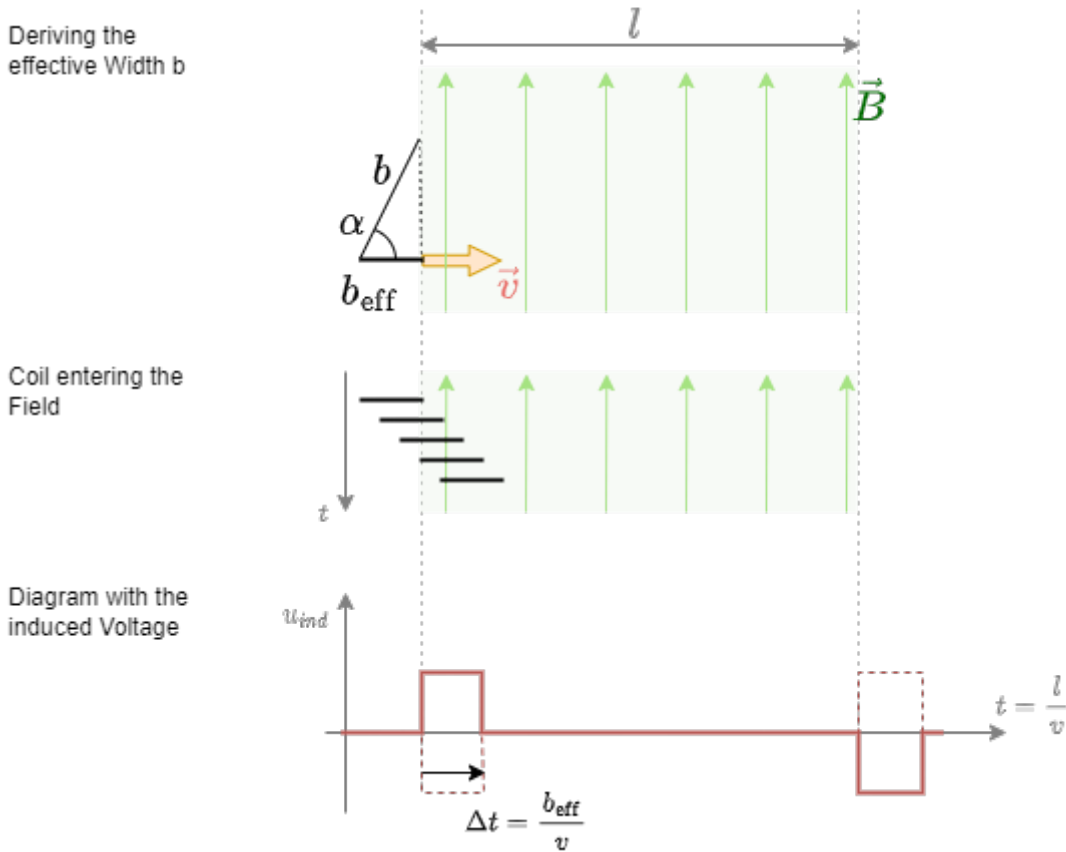 Deriving the
effective Width b
l
B⃗
b
α
b_eff
v⃗
Coil entering the
Field
t
Diagram with the
induced Voltage
u_ind
t = l/v
Δt = b_eff/v